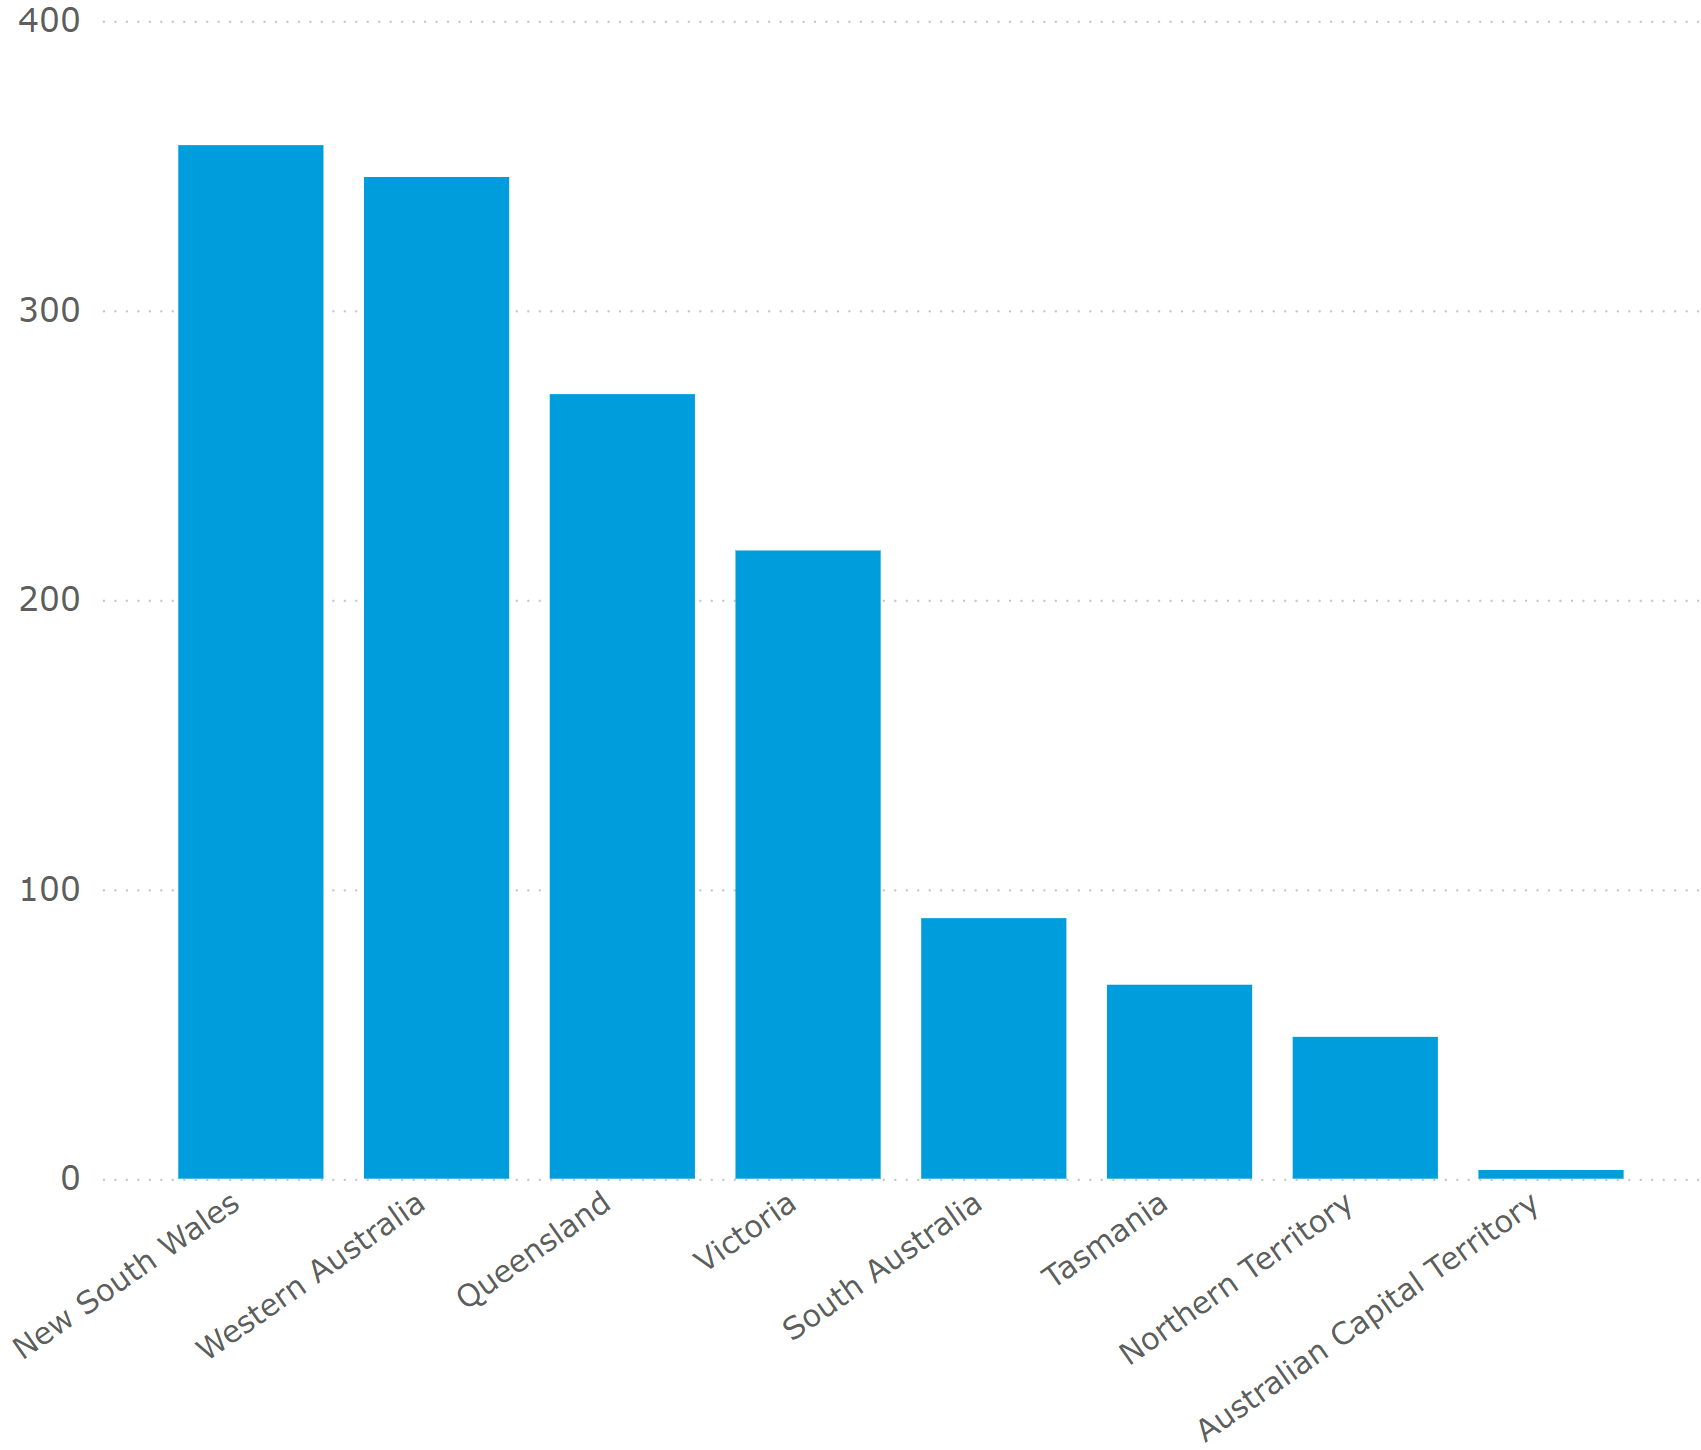 400
300
200
100
0
New South Wales
Western Australia
Queensland
Victoria
South Australia
Tasmania
Northern Territory
Australian Capital Territory